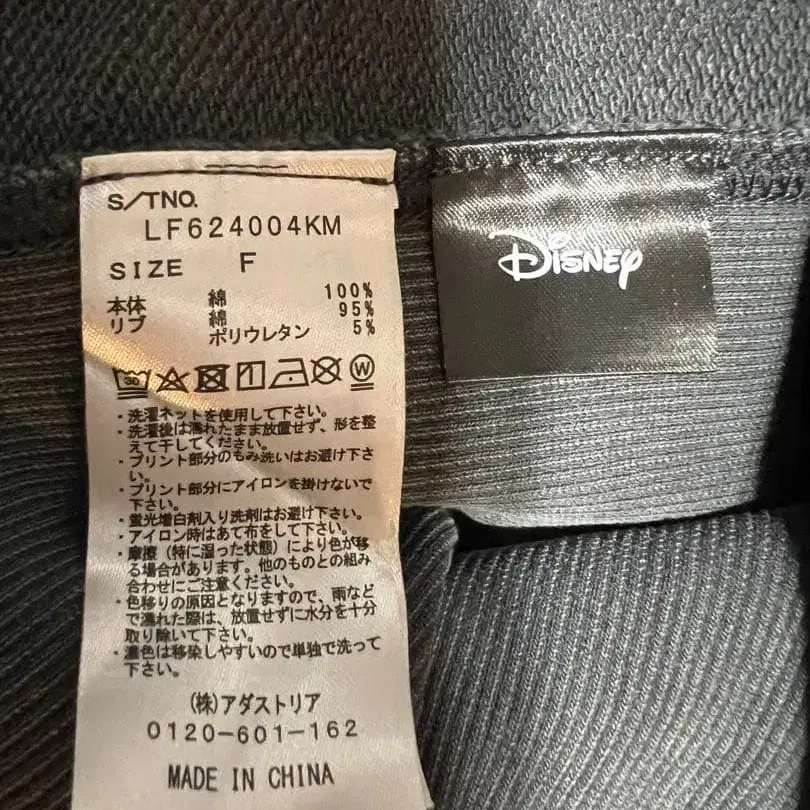 S/TNO.
LF624004KM
SIZE F
本体 綿 100%
リブ 綿 95%
ポリウレタン 5%
30
W
・洗濯ネットを使用して下さい。
・洗濯後は濡れたまま放置せず、形を整
えて干してください。
・プリント部分のもみ洗いはお避け下さ
い。
・プリント部分にアイロンを掛けないで
下さい。
・蛍光増白剤入り洗剤はお避け下さい。
・アイロン時はあて布をして下さい。
・摩擦（特に湿った状態）により色が移
る場合があります。他のものとの組み
合わせにご注意ください。
・色移りの原因となりますので、雨など
で濡れた際は、放置せずに水分を十分
取り除いて下さい。
・濃色は移染しやすいので単独で洗って
下さい。
(株)アダストリア
0120-601-162
MADE IN CHINA
Disney